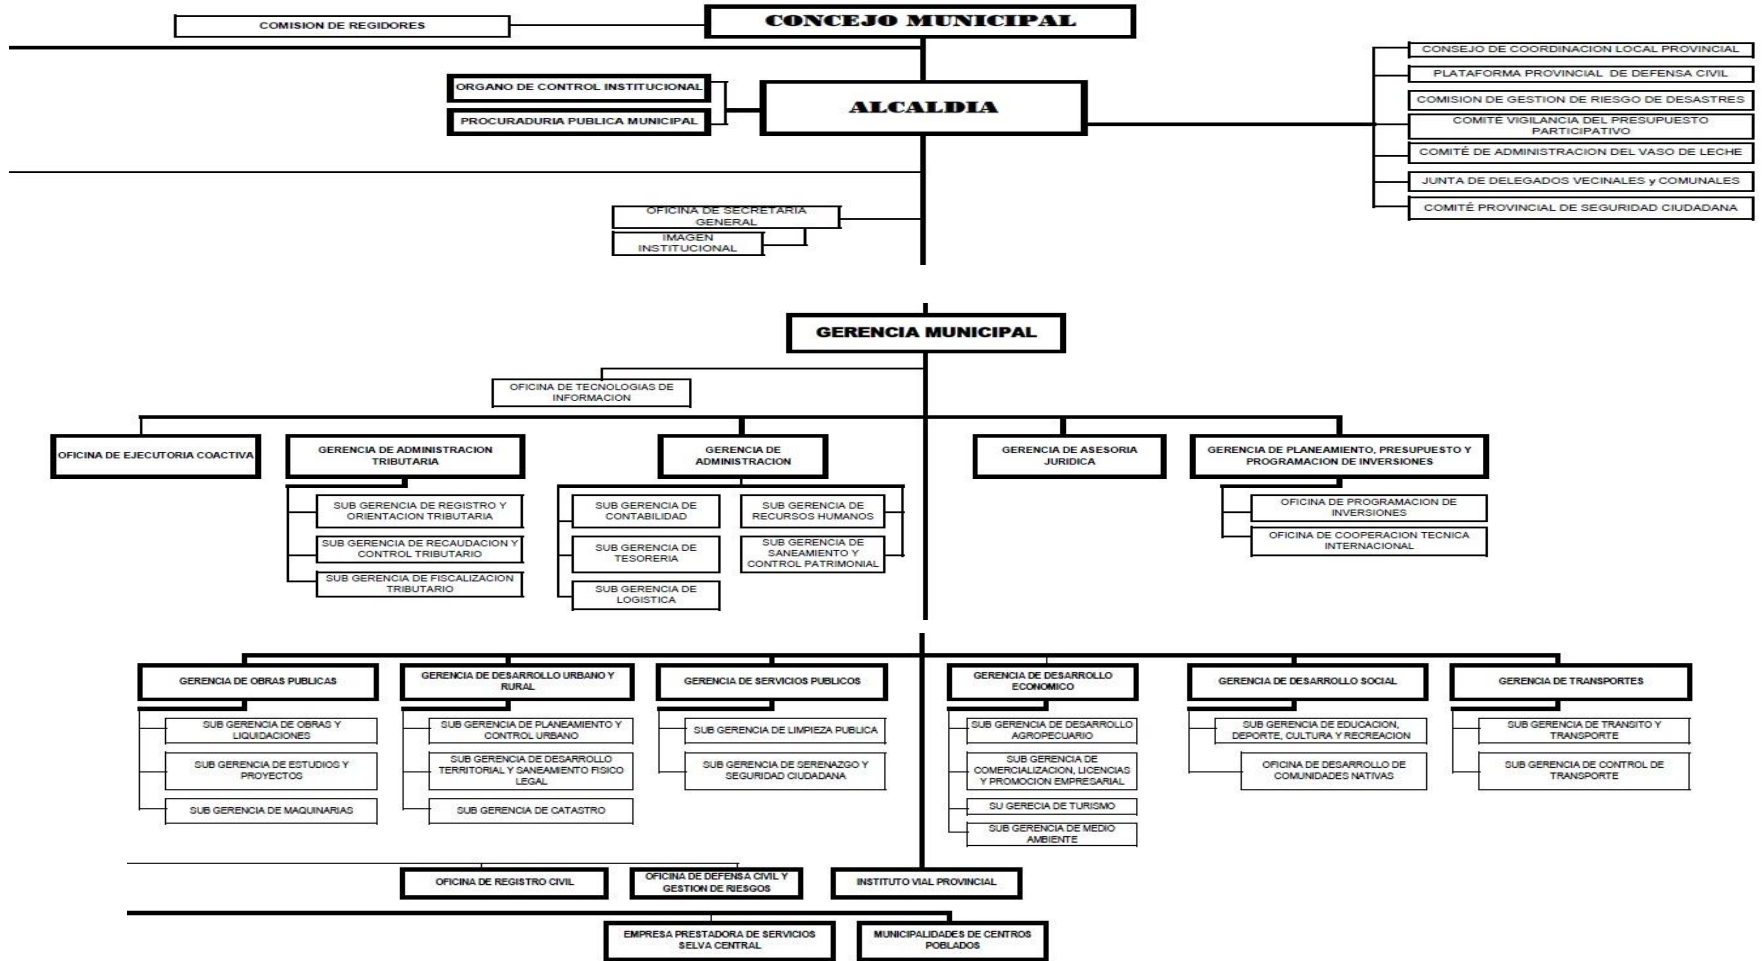 CONCEJO MUNICIPAL
COMISION DE REGIDORES
CONSEJO DE COORDINACION LOCAL PROVINCIAL
PLATAFORMA PROVINCIAL DE DEFENSA CIVIL
COMISION DE GESTION DE RIESGO DE DESASTRES
COMITÉ VIGILANCIA DEL PRESUPUESTO
PARTICIPATIVO
COMITÉ DE ADMINISTRACION DEL VASO DE LECHE
JUNTA DE DELEGADOS VECINALES y COMUNALES
COMITÉ PROVINCIAL DE SEGURIDAD CIUDADANA
ORGANO DE CONTROL INSTITUCIONAL
PROCURADURIA PUBLICA MUNICIPAL
ALCALDIA
OFICINA DE SECRETARIA
GENERAL
IMAGEN
INSTITUCIONAL
GERENCIA MUNICIPAL
OFICINA DE TECNOLOGIAS DE
INFORMACION
OFICINA DE EJECUTORIA COACTIVA
GERENCIA DE ADMINISTRACION
TRIBUTARIA
SUB GERENCIA DE REGISTRO Y
ORIENTACION TRIBUTARIA
SUB GERENCIA DE RECAUDACION Y
CONTROL TRIBUTARIO
SUB GERENCIA DE FISCALIZACION
TRIBUTARIO
GERENCIA DE
ADMINISTRACION
SUB GERENCIA DE
CONTABILIDAD
SUB GERENCIA DE
TESORERIA
SUB GERENCIA DE
LOGISTICA
SUB GERENCIA DE
RECURSOS HUMANOS
SUB GERENCIA DE
SANEAMIENTO Y
CONTROL PATRIMONIAL
GERENCIA DE ASESORIA
JURIDICA
GERENCIA DE PLANEAMIENTO, PRESUPUESTO Y
PROGRAMACION DE INVERSIONES
OFICINA DE PROGRAMACION DE
INVERSIONES
OFICINA DE COOPERACION TECNICA
INTERNACIONAL
GERENCIA DE OBRAS PUBLICAS
SUB GERENCIA DE OBRAS Y
LIQUIDACIONES
SUB GERENCIA DE ESTUDIOS Y
PROYECTOS
SUB GERENCIA DE MAQUINARIAS
GERENCIA DE DESARROLLO URBANO Y
RURAL
SUB GERENCIA DE PLANEAMIENTO Y
CONTROL URBANO
SUB GERENCIA DE DESARROLLO
TERRITORIAL Y SANEAMIENTO FISICO
LEGAL
SUB GERENCIA DE CATASTRO
GERENCIA DE SERVICIOS PUBLICOS
SUB GERENCIA DE LIMPIEZA PUBLICA
SUB GERENCIA DE SERENAZGO Y
SEGURIDAD CIUDADANA
GERENCIA DE DESARROLLO
ECONOMICO
SUB GERENCIA DE DESARROLLO
AGROPECUARIO
SUB GERENCIA DE
COMERCIALIZACION, LICENCIAS
Y PROMOCION EMPRESARIAL
SU GERECIA DE TURISMO
SUB GERENCIA DE MEDIO
AMBIENTE
GERENCIA DE DESARROLLO SOCIAL
SUB GERENCIA DE EDUCACION,
DEPORTE, CULTURA Y RECREACION
OFICINA DE DESARROLLO DE
COMUNIDADES NATIVAS
GERENCIA DE TRANSPORTES
SUB GERENCIA DE TRANSITO Y
TRANSPORTE
SUB GERENCIA DE CONTROL DE
TRANSPORTE
OFICINA DE REGISTRO CIVIL
OFICINA DE DEFENSA CIVIL Y
GESTION DE RIESGOS
INSTITUTO VIAL PROVINCIAL
EMPRESA PRESTADORA DE SERVICIOS
SELVA CENTRAL
MUNICIPALIDADES DE CENTROS
POBLADOS